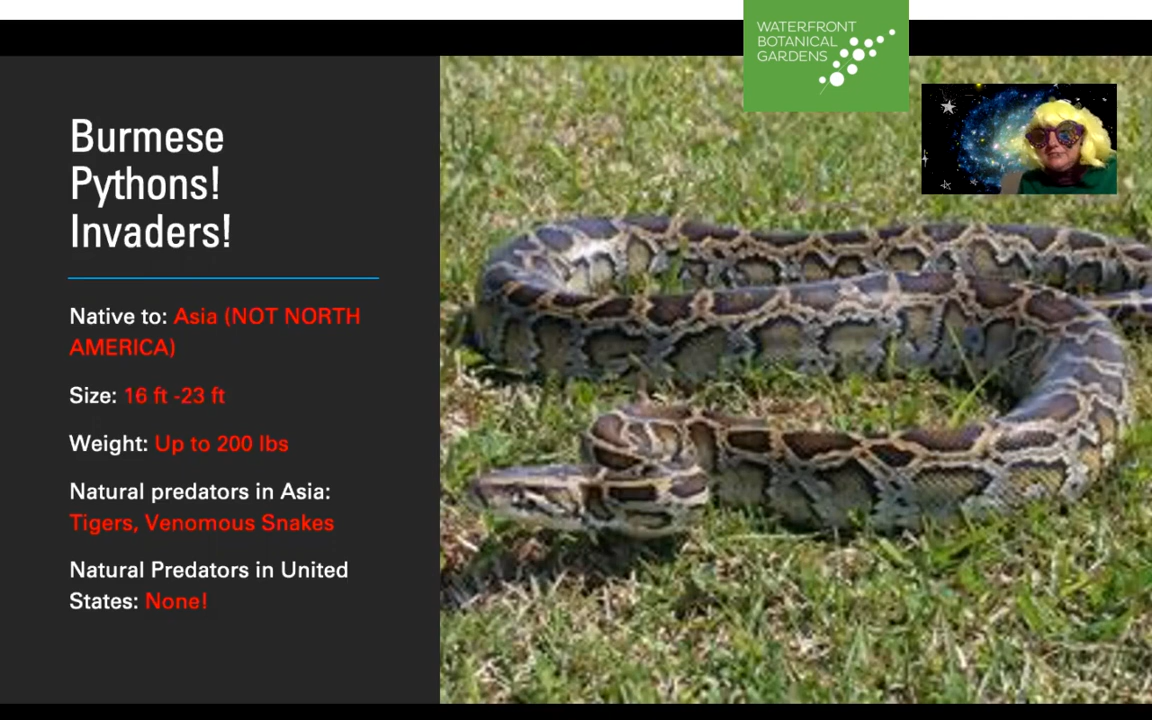 WATERFRONT
BOTANICAL
GARDENS
Burmese
Pythons!
Invaders!
Native to: Asia (NOT NORTH
AMERICA)
Size: 16 ft -23 ft
Weight: Up to 200 lbs
Natural predators in Asia:
Tigers, Venomous Snakes
Natural Predators in United
States: None!